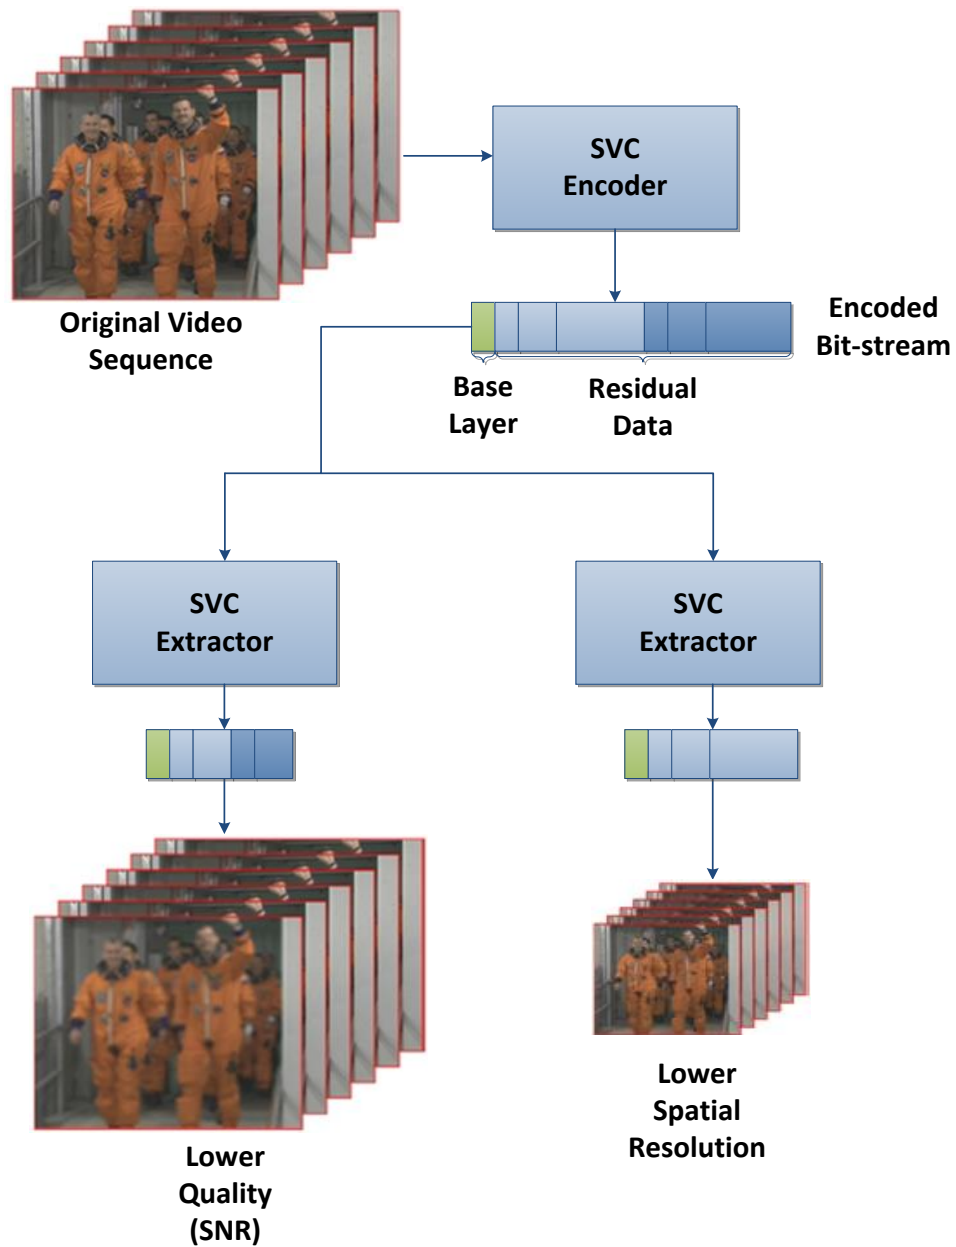 SVC
Encoder
Original Video
Sequence
Encoded
Bit-stream
Base
Layer
Residual
Data
SVC
Extractor
SVC
Extractor
Lower
Quality
(SNR)
Lower
Spatial
Resolution